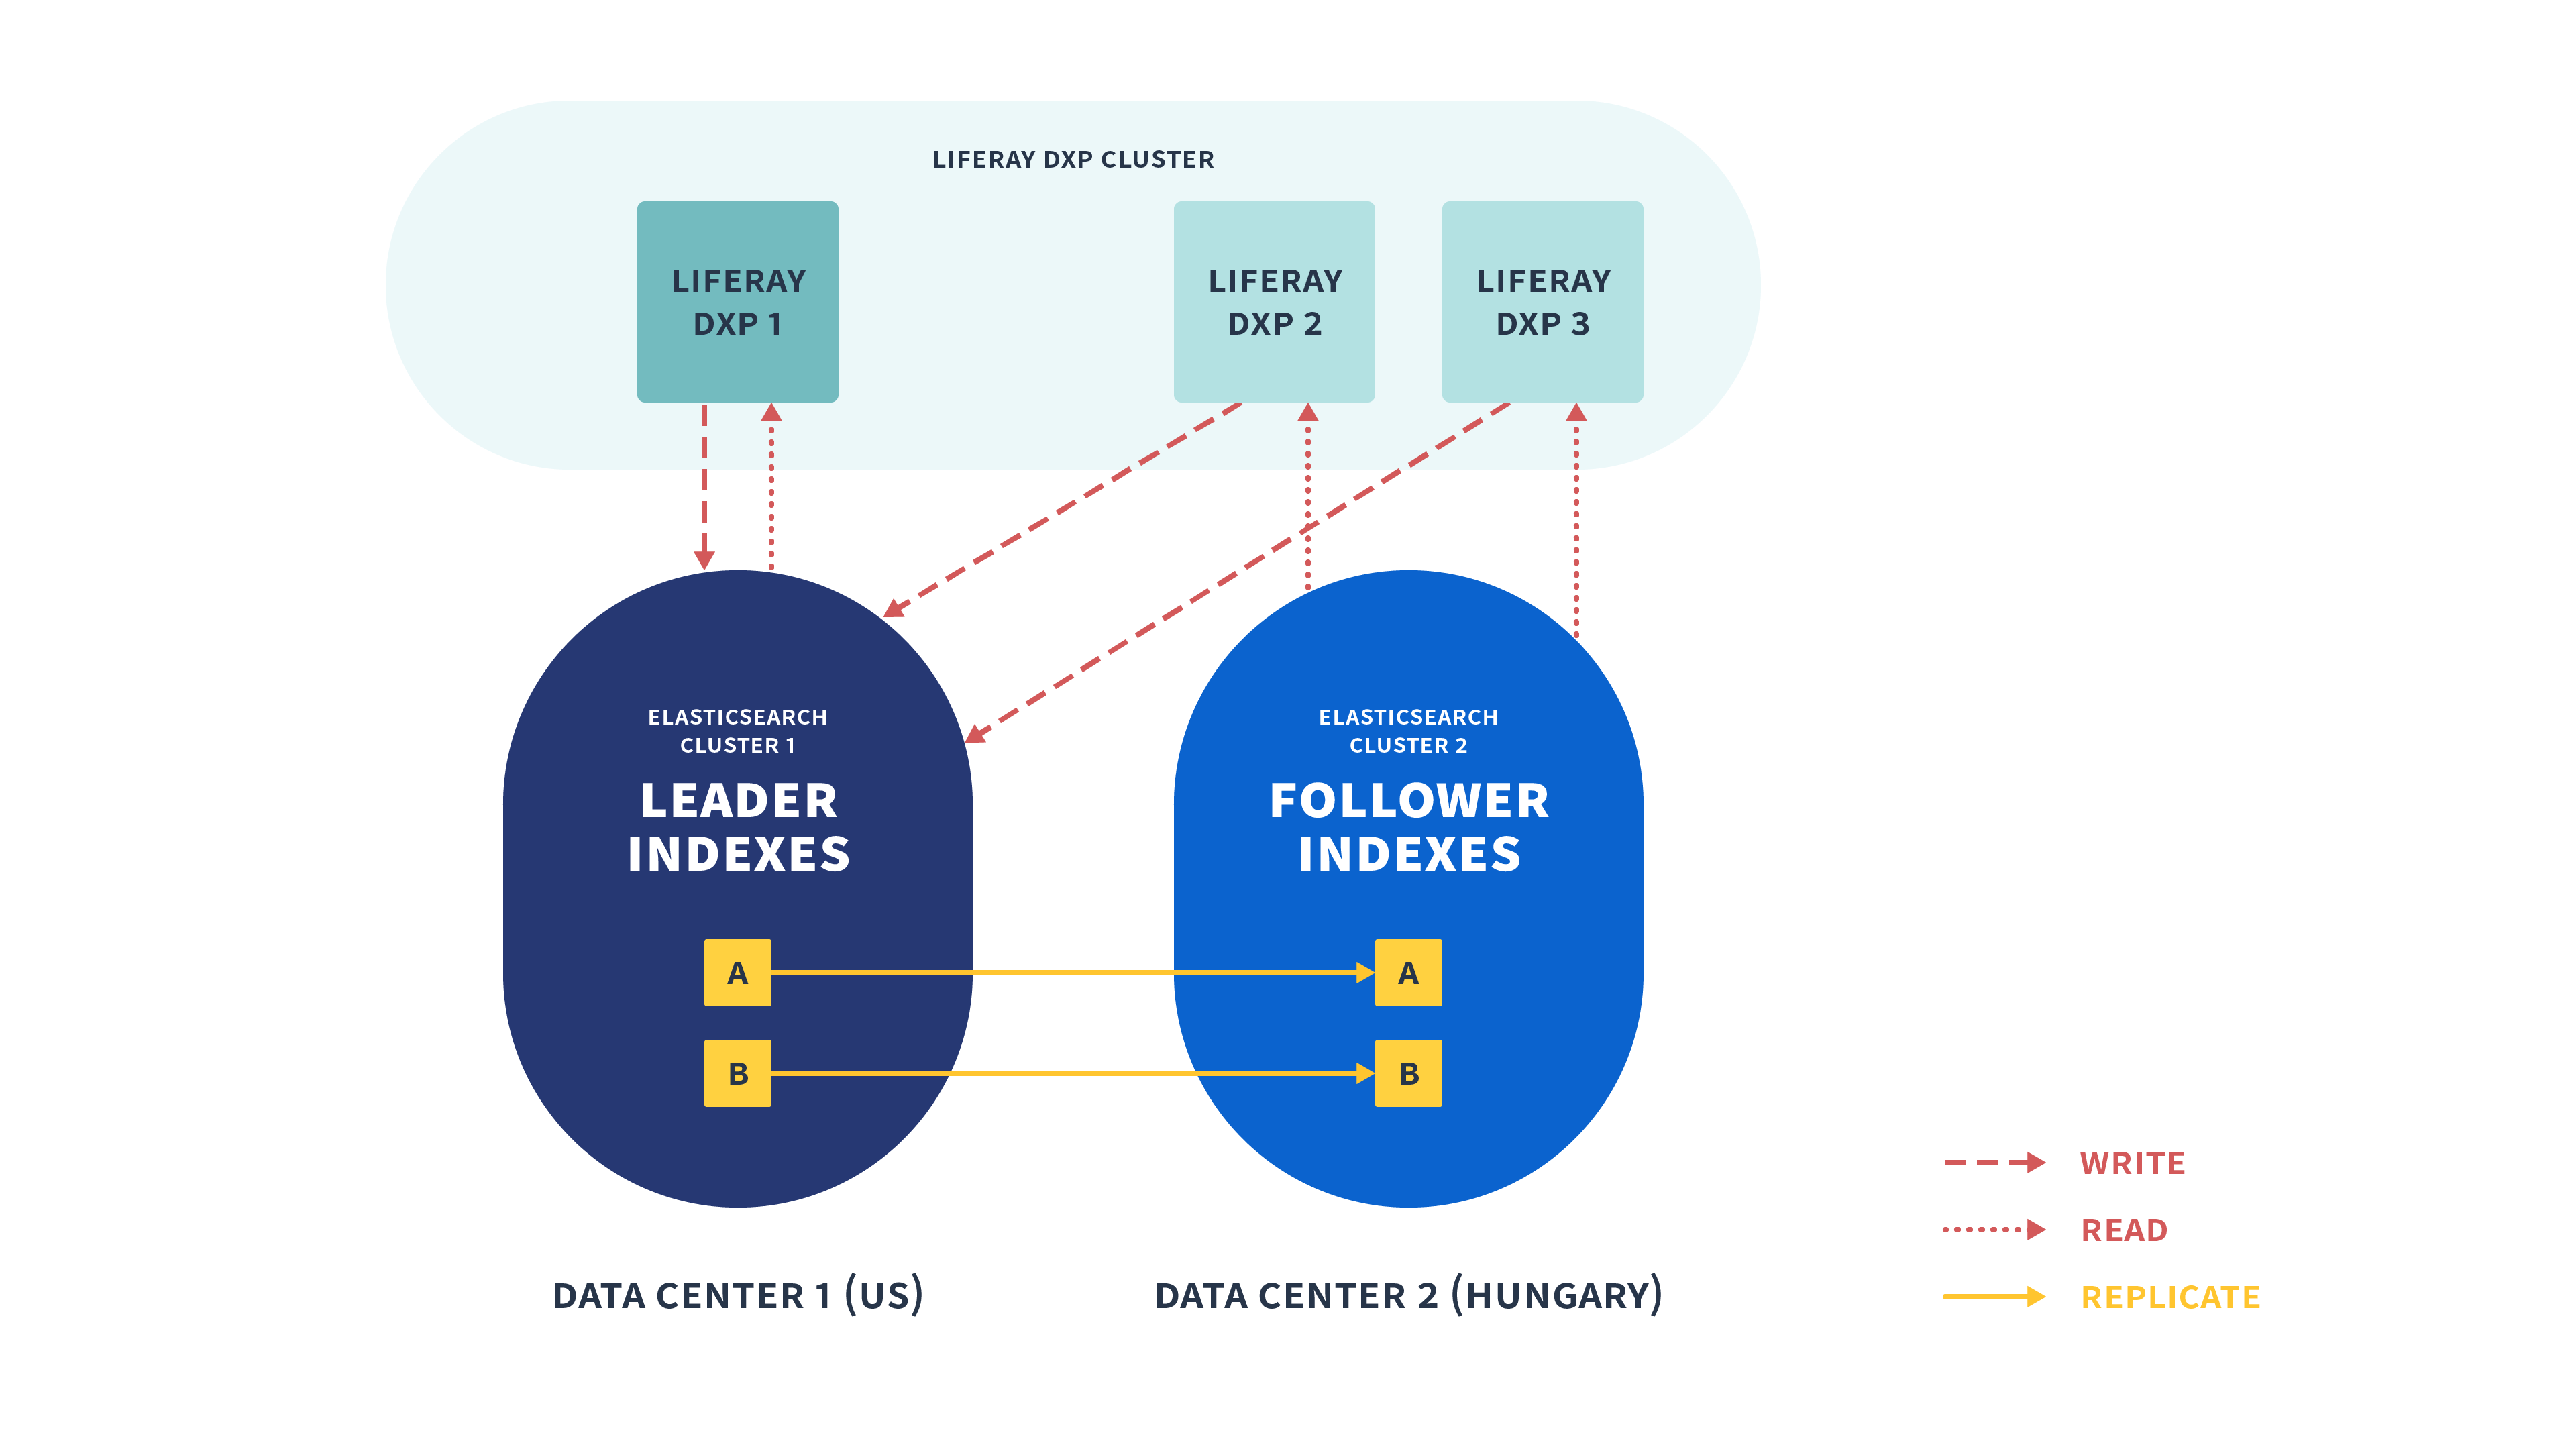 LIFERAY DXP CLUSTER
LIFERAY
DXP 1
LIFERAY
DXP 2
LIFERAY
DXP 3
ELASTICSEARCH
CLUSTER 1
LEADER
INDEXES
A
B
ELASTICSEARCH
CLUSTER 2
FOLLOWER
INDEXES
A
B
DATA CENTER 1 (US)
DATA CENTER 2 (HUNGARY)
WRITE
READ
REPLICATE